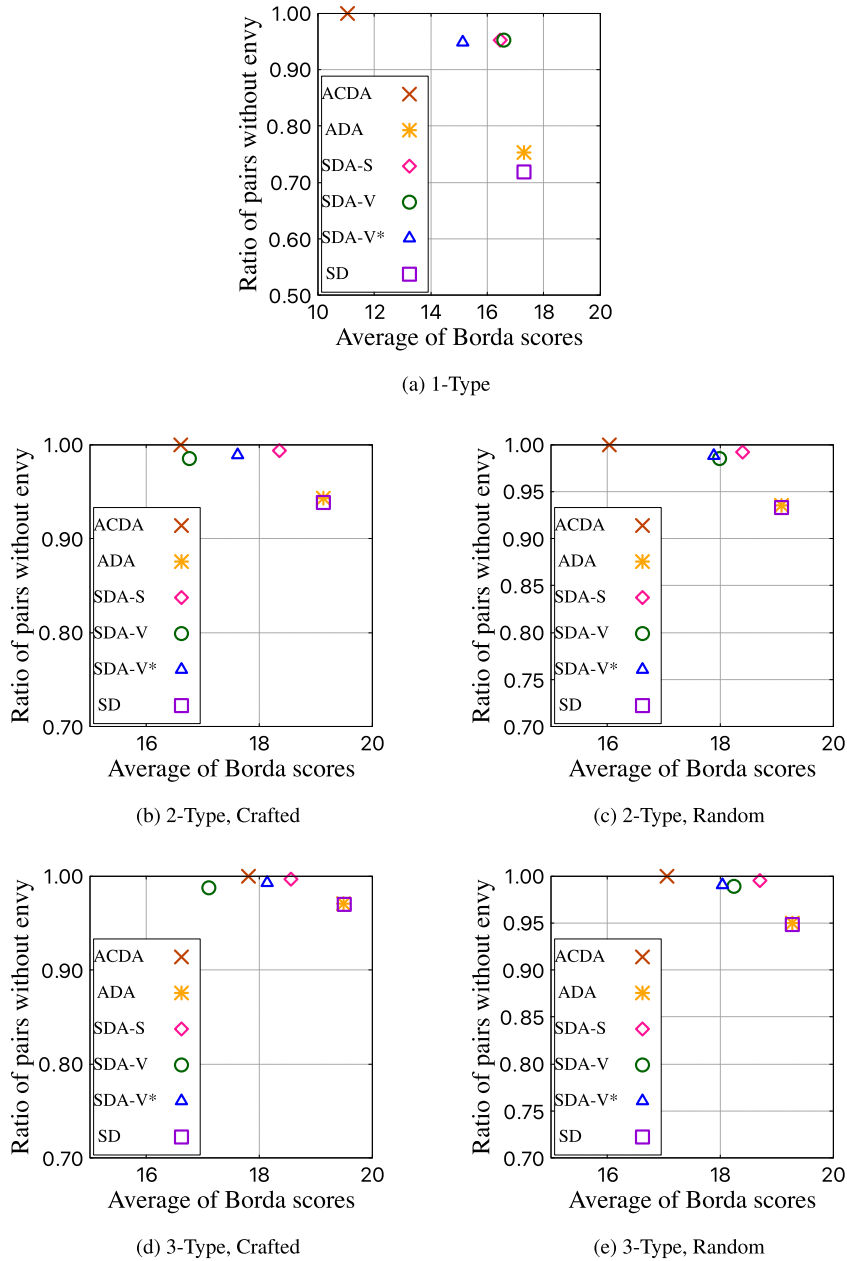 1.00
0.90
0.80
0.70
0.60
0.50
Ratio of pairs without envy
ACDA
ADA
SDA-S
SDA-V
SDA-V*
SD
10 12 14 16 18 20
Average of Borda scores
(a) 1-Type
1.00
0.90
0.80
0.70
Ratio of pairs without envy
ACDA
ADA
SDA-S
SDA-V
SDA-V*
SD
16 18 20
Average of Borda scores
(b) 2-Type, Crafted
1.00
0.95
0.90
0.85
0.80
0.75
0.70
Ratio of pairs without envy
ACDA
ADA
SDA-S
SDA-V
SDA-V*
SD
16 18 20
Average of Borda scores
(c) 2-Type, Random
1.00
0.90
0.80
0.70
Ratio of pairs without envy
ACDA
ADA
SDA-S
SDA-V
SDA-V*
SD
16 18 20
Average of Borda scores
(d) 3-Type, Crafted
1.00
0.95
0.90
0.85
0.80
0.75
0.70
Ratio of pairs without envy
ACDA
ADA
SDA-S
SDA-V
SDA-V*
SD
16 18 20
Average of Borda scores
(e) 3-Type, Random